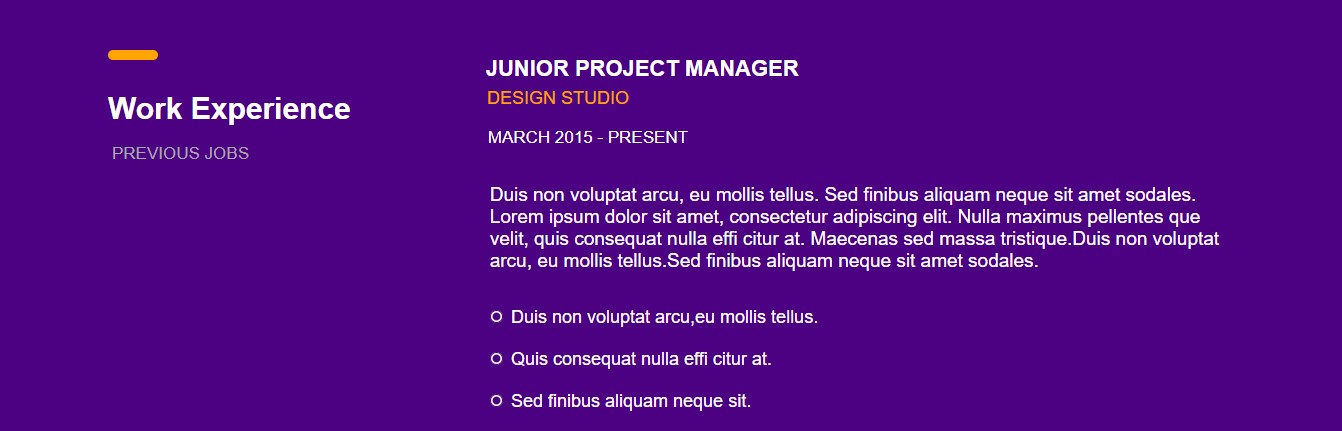 Work Experience
PREVIOUS JOBS
JUNIOR PROJECT MANAGER
DESIGN STUDIO
MARCH 2015 - PRESENT
Duis non voluptat arcu, eu mollis tellus. Sed finibus aliquam neque sit amet sodales.
Lorem ipsum dolor sit amet, consectetur adipiscing elit. Nulla maximus pellentes que
velit, quis consequat nulla effi citur at. Maecenas sed massa tristique.Duis non voluptat
arcu, eu mollis tellus.Sed finibus aliquam neque sit amet sodales.
Duis non voluptat arcu,eu mollis tellus.
Quis consequat nulla effi citur at.
Sed finibus aliquam neque sit.